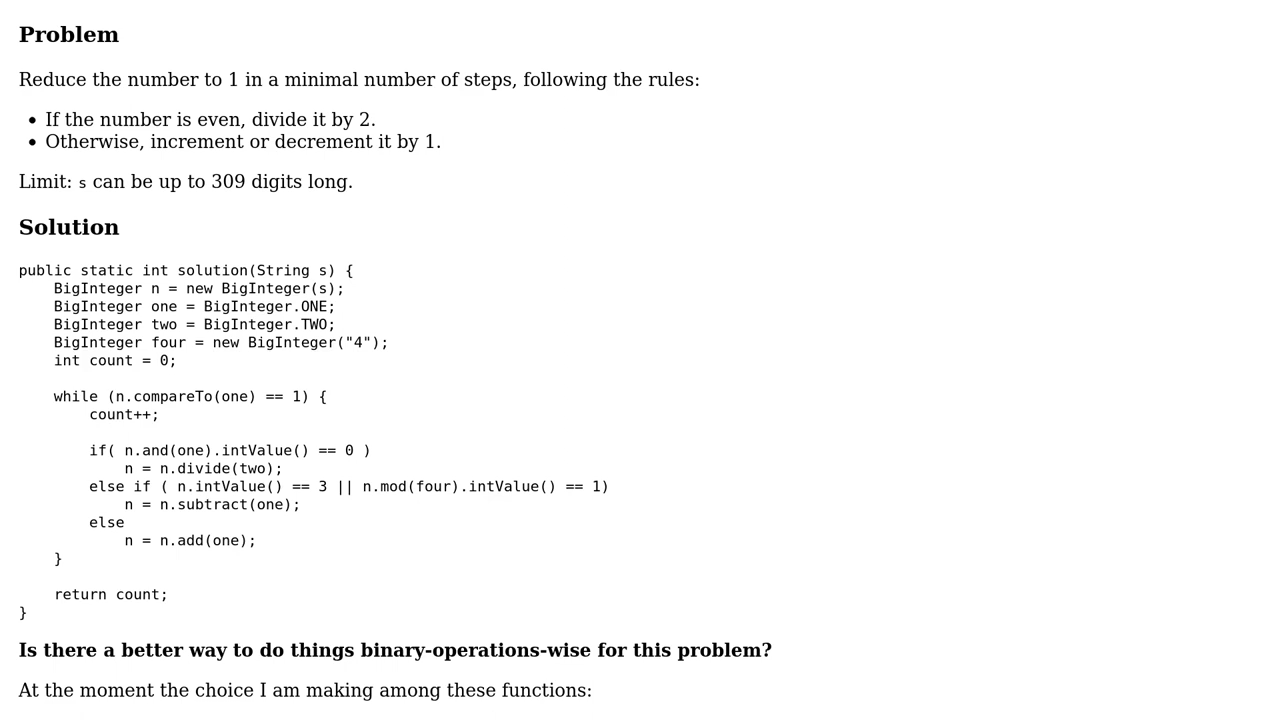 Problem
Reduce the number to 1 in a minimal number of steps, following the rules:
• If the number is even, divide it by 2.
• Otherwise, increment or decrement it by 1.
Limit: s can be up to 309 digits long.
Solution
public static int solution(String s) {
    BigInteger n = new BigInteger(s);
    BigInteger one = BigInteger.ONE;
    BigInteger two = BigInteger.TWO;
    BigInteger four = new BigInteger("4");
    int count = 0;

    while (n.compareTo(one) == 1) {
        count++;

        if( n.and(one).intValue() == 0 )
            n = n.divide(two);
        else if ( n.intValue() == 3 || n.mod(four).intValue() == 1)
            n = n.subtract(one);
        else
            n = n.add(one);
    }

    return count;
}
Is there a better way to do things binary-operations-wise for this problem?
At the moment the choice I am making among these functions: